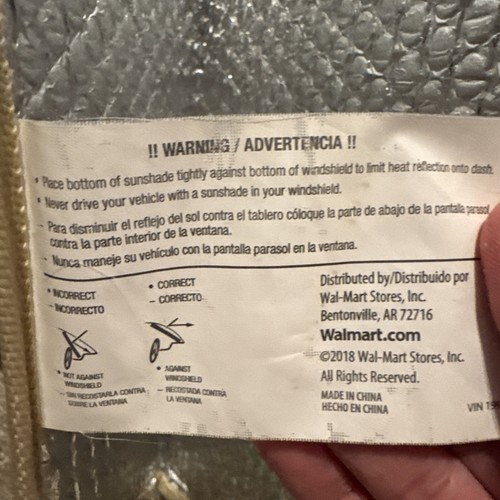 !! WARNING / ADVERTENCIA !!
• Place bottom of sunshade tightly against bottom of windshield to limit heat reflection onto dash.
• Never drive your vehicle with a sunshade in your windshield.
- Para disminuir el reflejo del sol contra el tablero cóloque la parte de abajo de la pantalla parasol
contra la parte interior de la ventana.
- Nunca maneje su vehículo con la pantalla parasol en la ventana.
• INCORRECT
- INCORRECTO
• CORRECT
- CORRECTO
• NOT AGAINST
WINDSHIELD
- SIN RECOSTARLA CONTRA
SOBRE LA VENTANA
• AGAINST
WINDSHIELD
- RECOSTADA CONTRA
LA VENTANA
Distributed by/Distribuido por
Wal-Mart Stores, Inc.
Bentonville, AR 72716
Walmart.com
©2018 Wal-Mart Stores, Inc.
All Rights Reserved.
MADE IN CHINA
HECHO EN CHINA
VIN